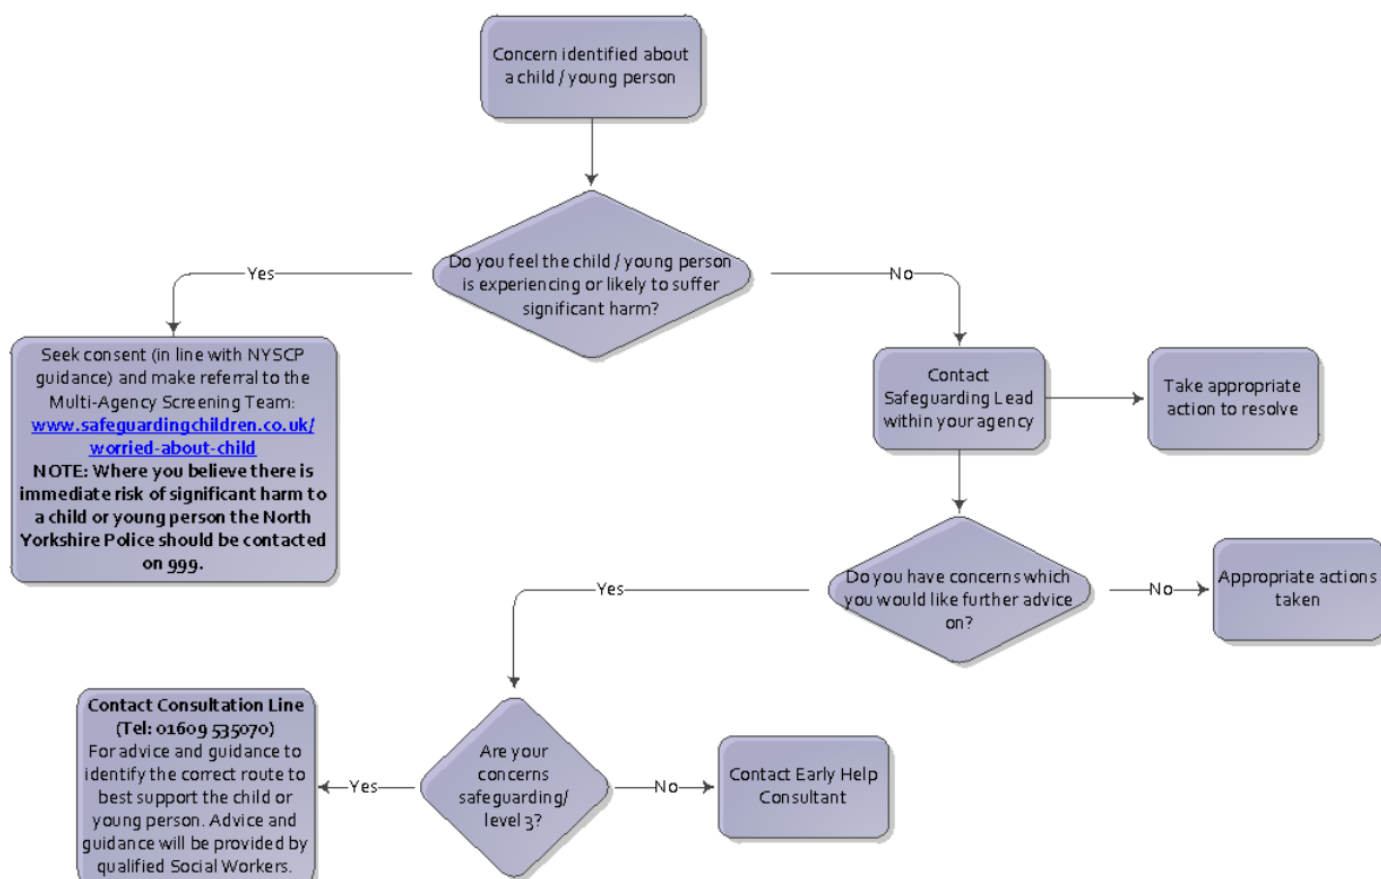 Concern identified about
a child / young person
Do you feel the child / young person
is experiencing or likely to suffer
significant harm?
Yes
No
Seek consent (in line with NYSCP
guidance) and make referral to the
Multi-Agency Screening Team:
www.safeguardingchildren.co.uk/
worried-about-child
NOTE: Where you believe there is
immediate risk of significant harm to
a child or young person the North
Yorkshire Police should be contacted
on 999.
Contact
Safeguarding Lead
within your agency
Take appropriate
action to resolve
Do you have concerns which
you would like further advice
on?
Yes
No
Appropriate actions
taken
Are your
concerns
safeguarding/
level 3?
Yes
No
Contact Consultation Line
(Tel: 01609 535070)
For advice and guidance to
identify the correct route to
best support the child or
young person. Advice and
guidance will be provided by
qualified Social Workers.
Contact Early Help
Consultant